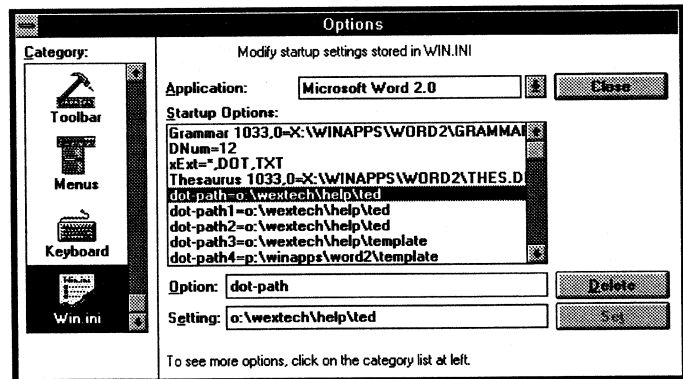 Options
Category:
Toolbar
Menus
Keyboard
Win.ini
Modify startup settings stored in WIN.INI
Application: Microsoft Word 2.0 Close
Startup Options:
Grammar 1033,0=X:\WINAPPS\WORD2\GRAMMAI
DNum=12
xExt=*,DOT,TXT
Thesaurus 1033,0=X:\WINAPPS\WORD2\THES.D
dot-path=o:\wextech\help\ted
dot-path1=o:\wextech\help\ted
dot-path2=o:\wextech\help\ted
dot-path3=o:\wextech\help\template
dot-path4=p:\winapps\word2\template
Option: dot-path Delete
Setting: o:\wextech\help\ted Set
To see more options, click on the category list at left.